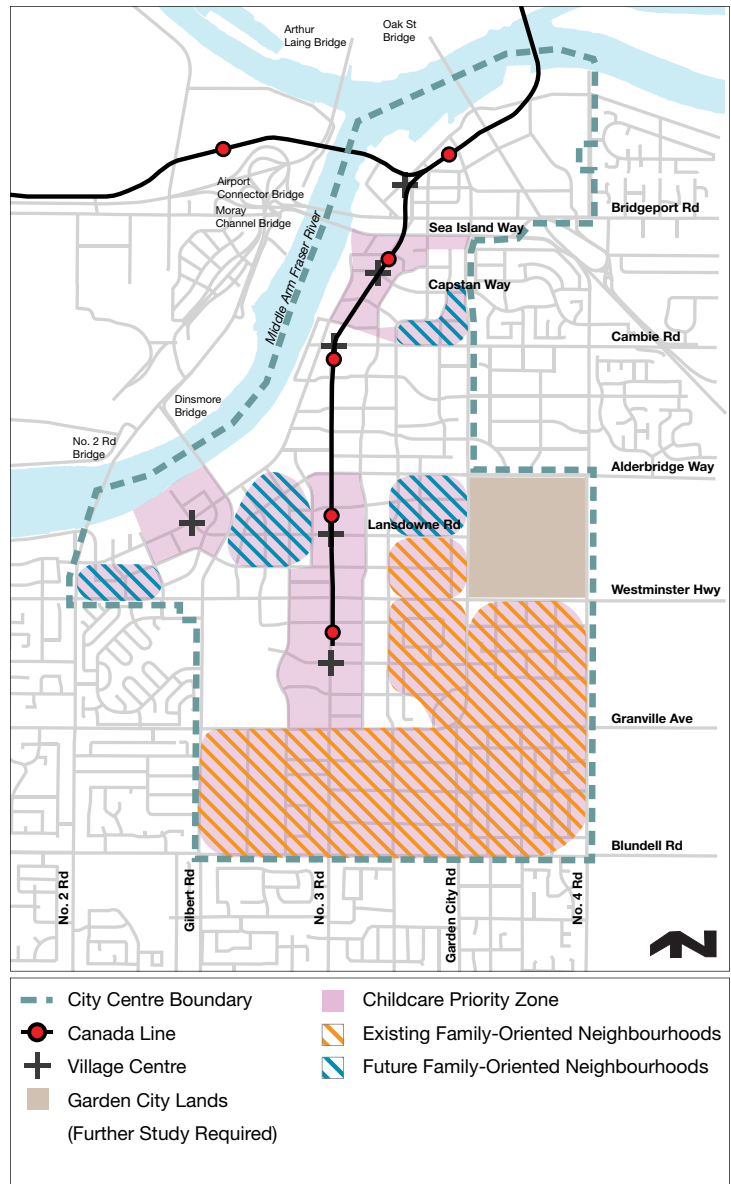 Arthur
Laing Bridge
Oak St
Bridge
Airport
Connector Bridge
Moray
Channel Bridge
Bridgeport Rd
Sea Island Way
Middle Arm Fraser River
Capstan Way
Cambie Rd
Dinsmore
Bridge
No. 2 Rd
Bridge
Alderbridge Way
Lansdowne Rd
Westminster Hwy
Granville Ave
Blundell Rd
No. 2 Rd
Gilbert Rd
No. 3 Rd
Garden City Rd
No. 4 Rd
N
City Centre Boundary
Canada Line
Village Centre
Garden City Lands
(Further Study Required)
Childcare Priority Zone
Existing Family-Oriented Neighbourhoods
Future Family-Oriented Neighbourhoods